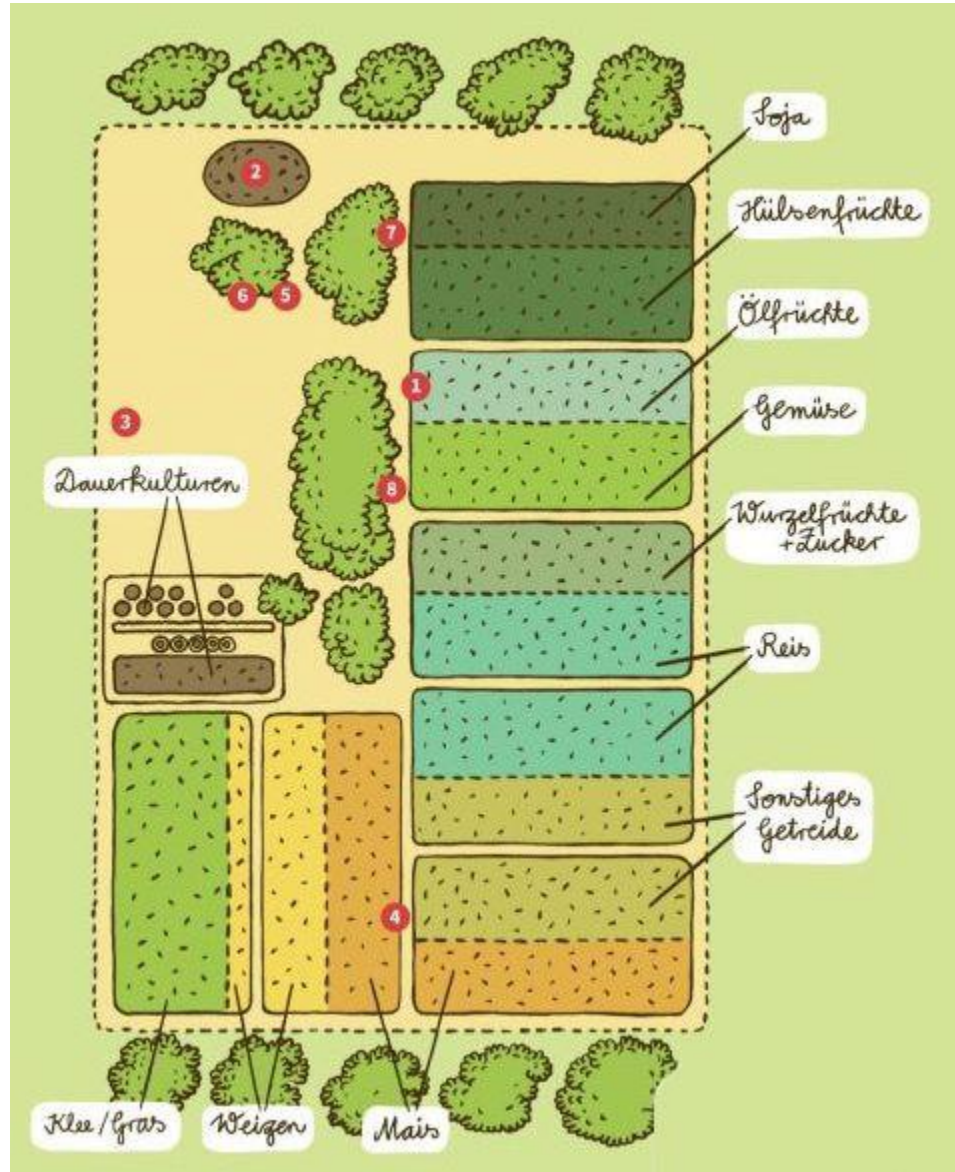 Soja
2
Hülsenfrüchte
7
6
5
Ölfrüchte
1
Gemüse
3
Dauerkulturen
8
Wurzelfrüchte
+Zucker
Reis
Sonstiges
Getreide
4
Klee/Gras
Weizen
Mais